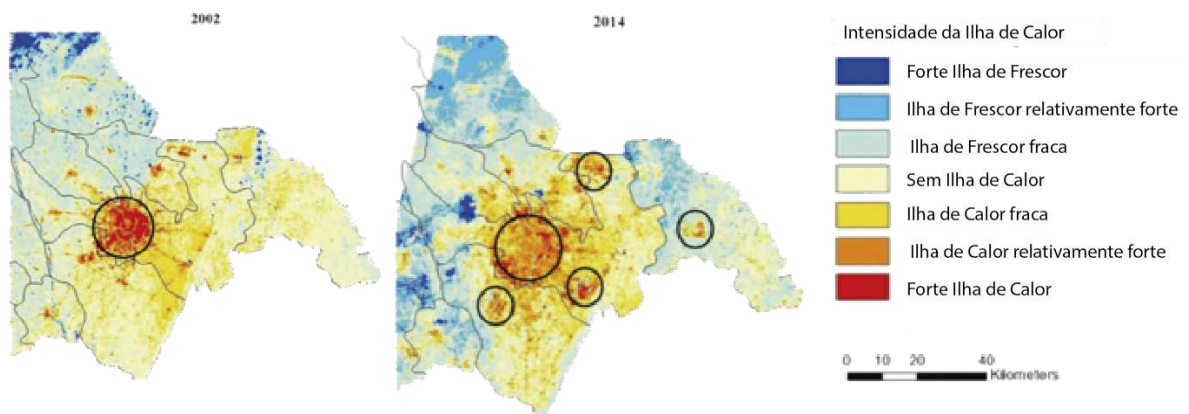 2002
2014
Intensidade da Ilha de Calor
Forte Ilha de Frescor
Ilha de Frescor relativamente forte
Ilha de Frescor fraca
Sem Ilha de Calor
Ilha de Calor fraca
Ilha de Calor relativamente forte
Forte Ilha de Calor
0 10 20 40
Kilometers